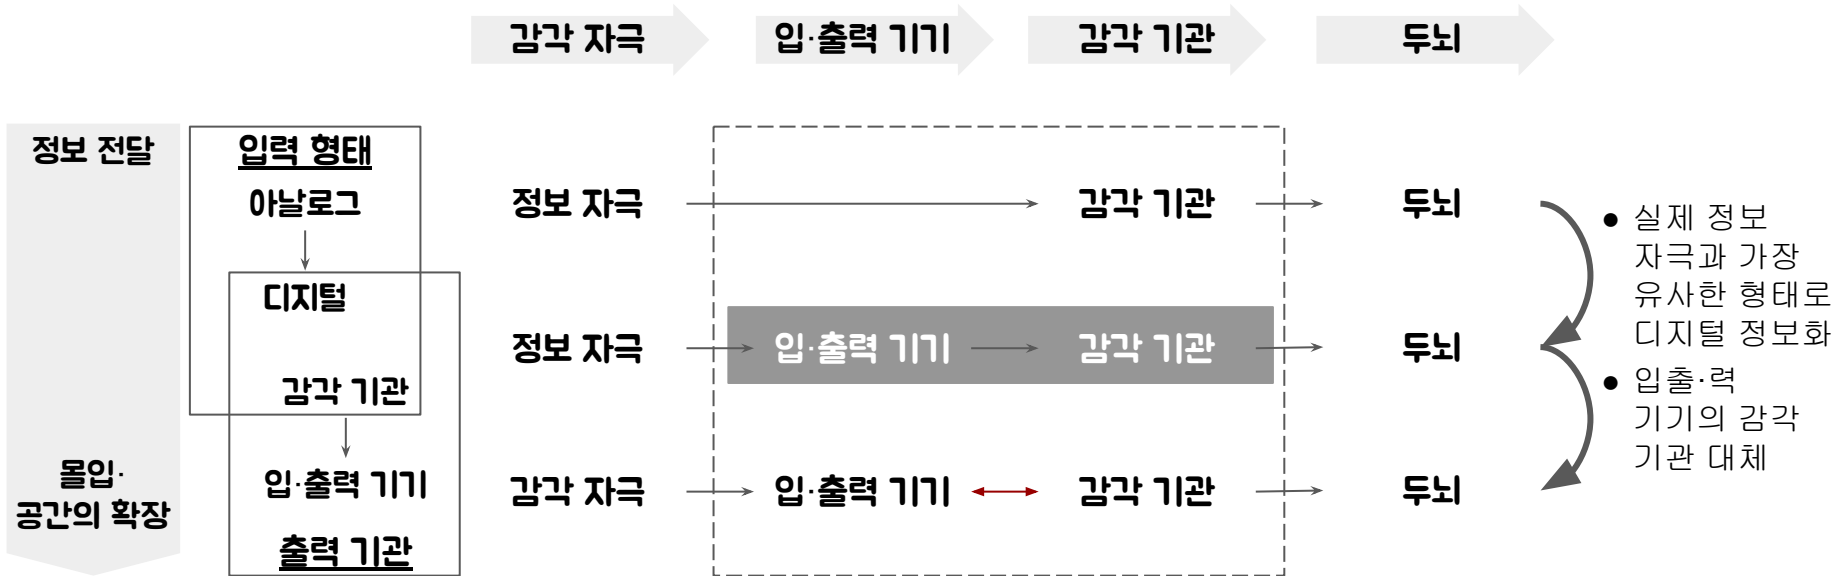 감각 자극
입·출력 기기
감각 기관
두뇌
정보 전달
몰입·
공간의 확장
입력 형태
아날로그
디지털
감각 기관
입·출력 기기
출력 기관
정보 자극
감각 기관
두뇌
정보 자극
입·출력 기기
감각 기관
두뇌
감각 자극
입·출력 기기
감각 기관
두뇌
● 실제 정보
자극과 가장
유사한 형태로
디지털 정보화
● 입출·력
기기의 감각
기관 대체